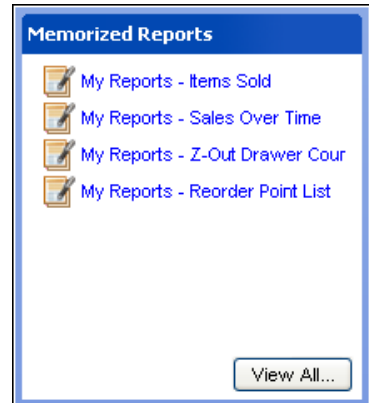 Memorized Reports
My Reports - Items Sold
My Reports - Sales Over Time
My Reports - Z-Out Drawer Cour
My Reports - Reorder Point List
View All...